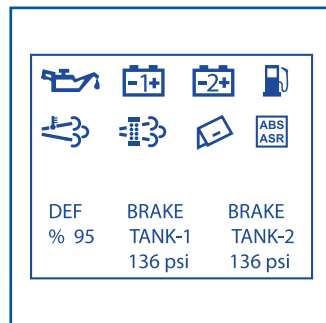 -1+ -2+
ABS
ASR
DEF BRAKE BRAKE
% 95 TANK-1 TANK-2
136 psi 136 psi